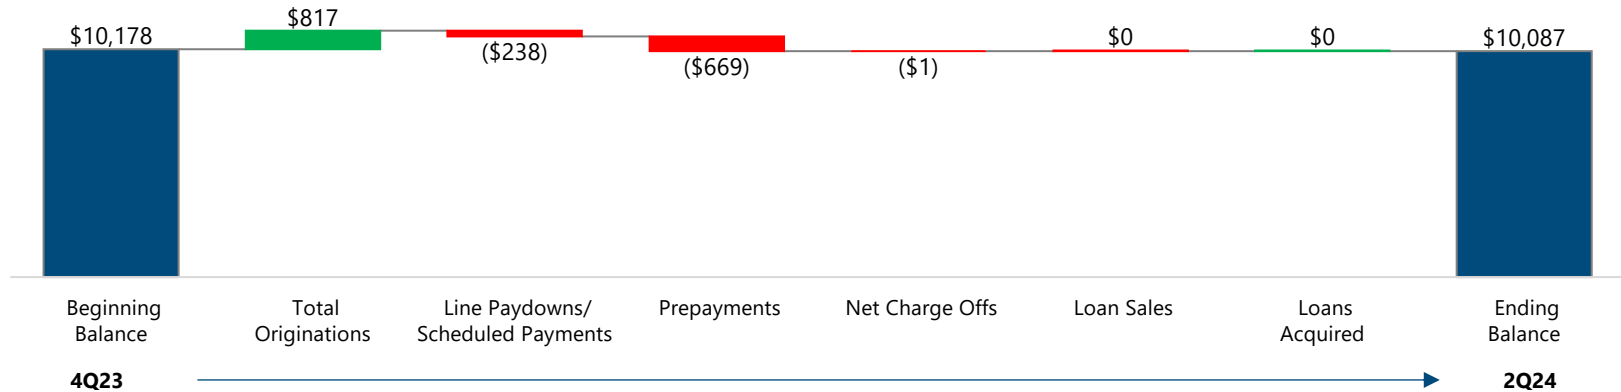 $10,178
$817
($238)
($669)
($1)
$0
$0
$10,087
Beginning
Balance
Total
Originations
Line Paydowns/
Scheduled Payments
Prepayments
Net Charge Offs
Loan Sales
Loans
Acquired
Ending
Balance
4Q23
2Q24